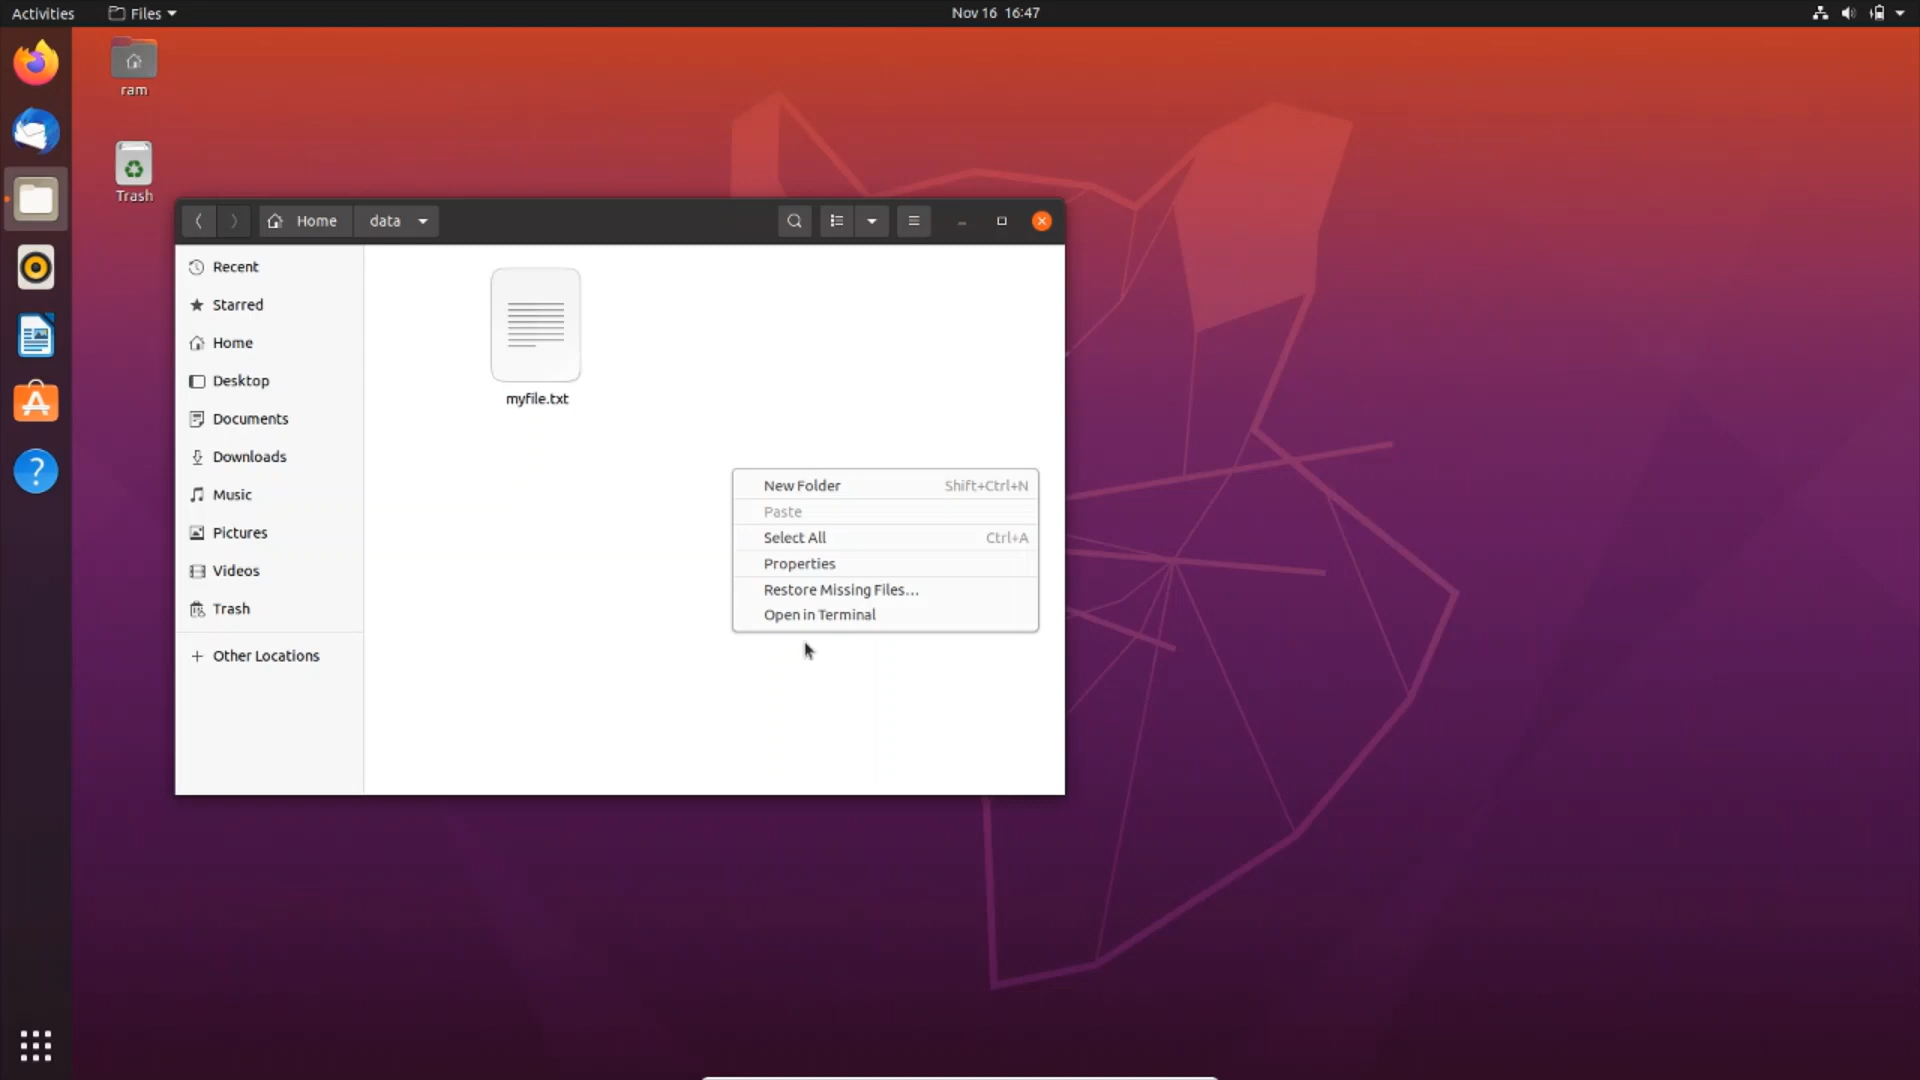 Activities
Files
Nov 16 16:47
ram
Trash
Home
data
Recent
Starred
Home
Desktop
Documents
Downloads
Music
Pictures
Videos
Trash
+ Other Locations
myfile.txt
New Folder Shift+Ctrl+N
Paste
Select All Ctrl+A
Properties
Restore Missing Files...
Open in Terminal